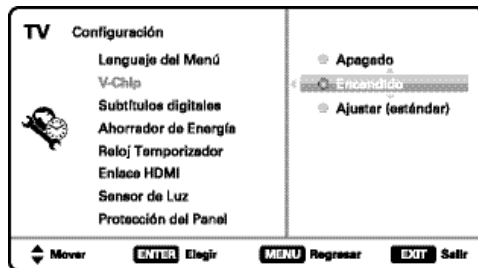 TV Configuración
Lenguaje del Menú
V-Chip
Subtítulos digitales
Ahorrador de Energía
Reloj Temporizador
Enlace HDMI
Sensor de Luz
Protección del Panel
Apagado
Encendido
Ajustar (estándar)
Mover ENTER Elegir MENU Regresar EXIT Salir